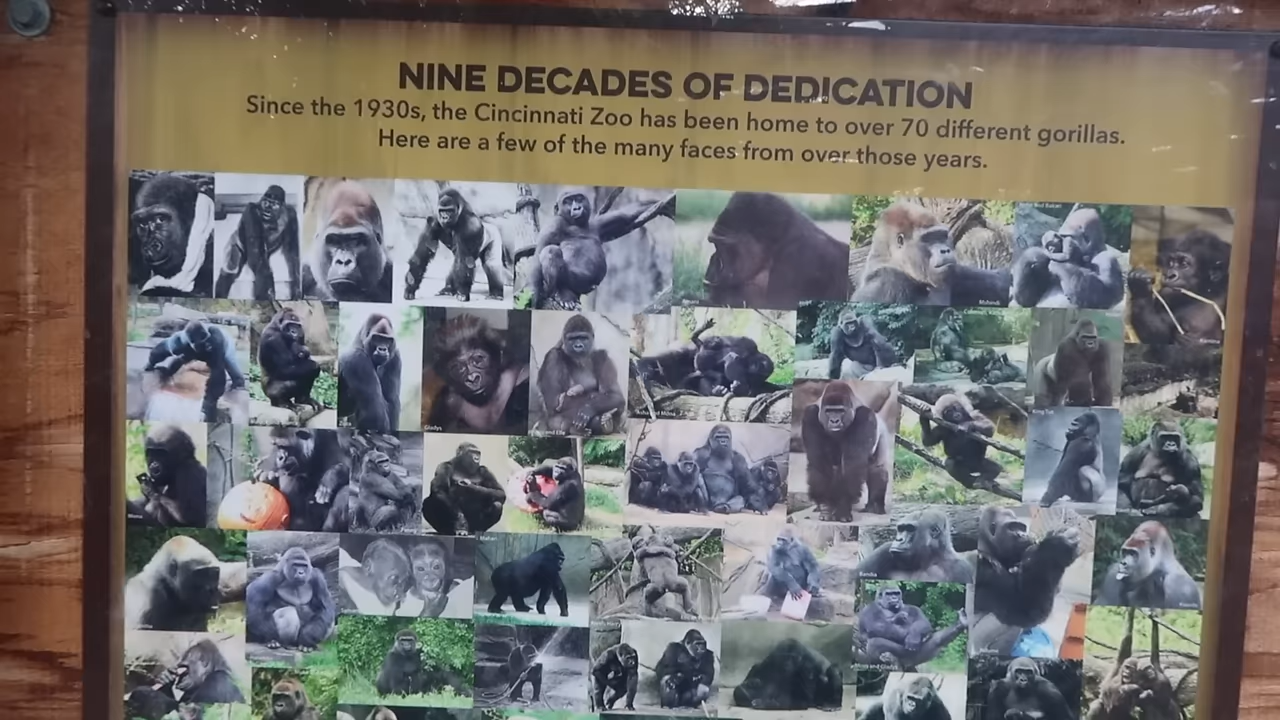 NINE DECADES OF DEDICATION
Since the 1930s, the Cincinnati Zoo has been home to over 70 different gorillas.
Here are a few of the many faces from over those years.
Gladys